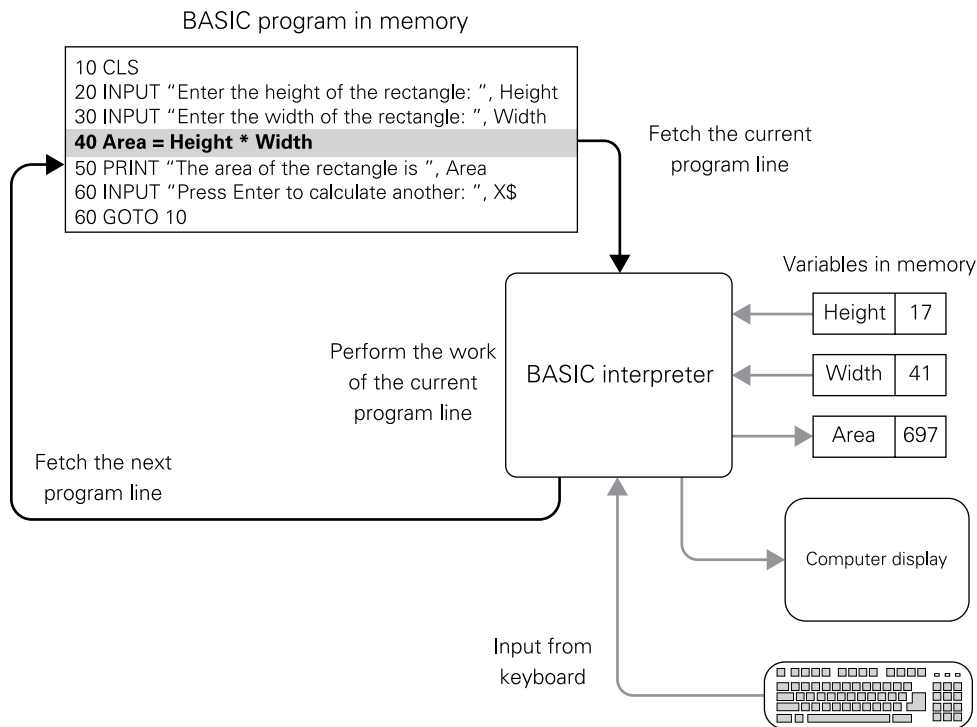 BASIC program in memory
10 CLS
20 INPUT “Enter the height of the rectangle: ”, Height
30 INPUT “Enter the width of the rectangle: ”, Width
40 Area = Height * Width
50 PRINT “The area of the rectangle is ”, Area
60 INPUT “Press Enter to calculate another: ”, X$
60 GOTO 10
Fetch the current
program line
Variables in memory
Height 17
Width 41
Area 697
Perform the work
of the current
program line
BASIC interpreter
Fetch the next
program line
Computer display
Input from
keyboard